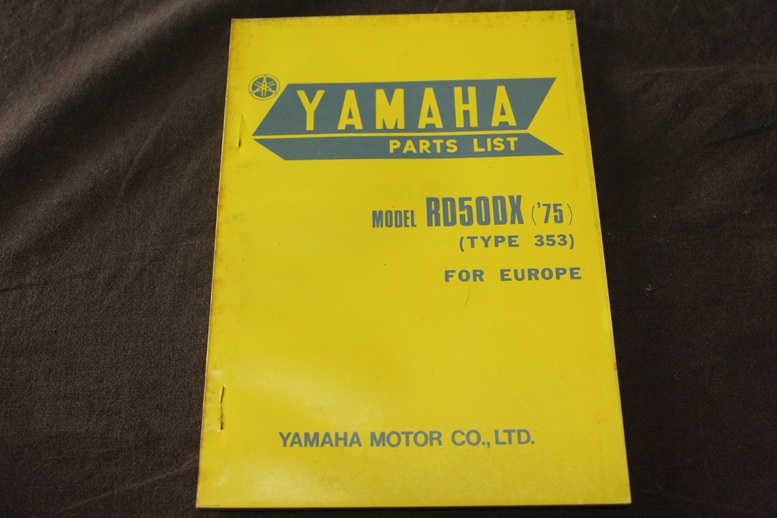 YAMAHA
PARTS LIST
MODEL RD50DX ('75)
(TYPE 353)
FOR EUROPE
YAMAHA MOTOR CO., LTD.